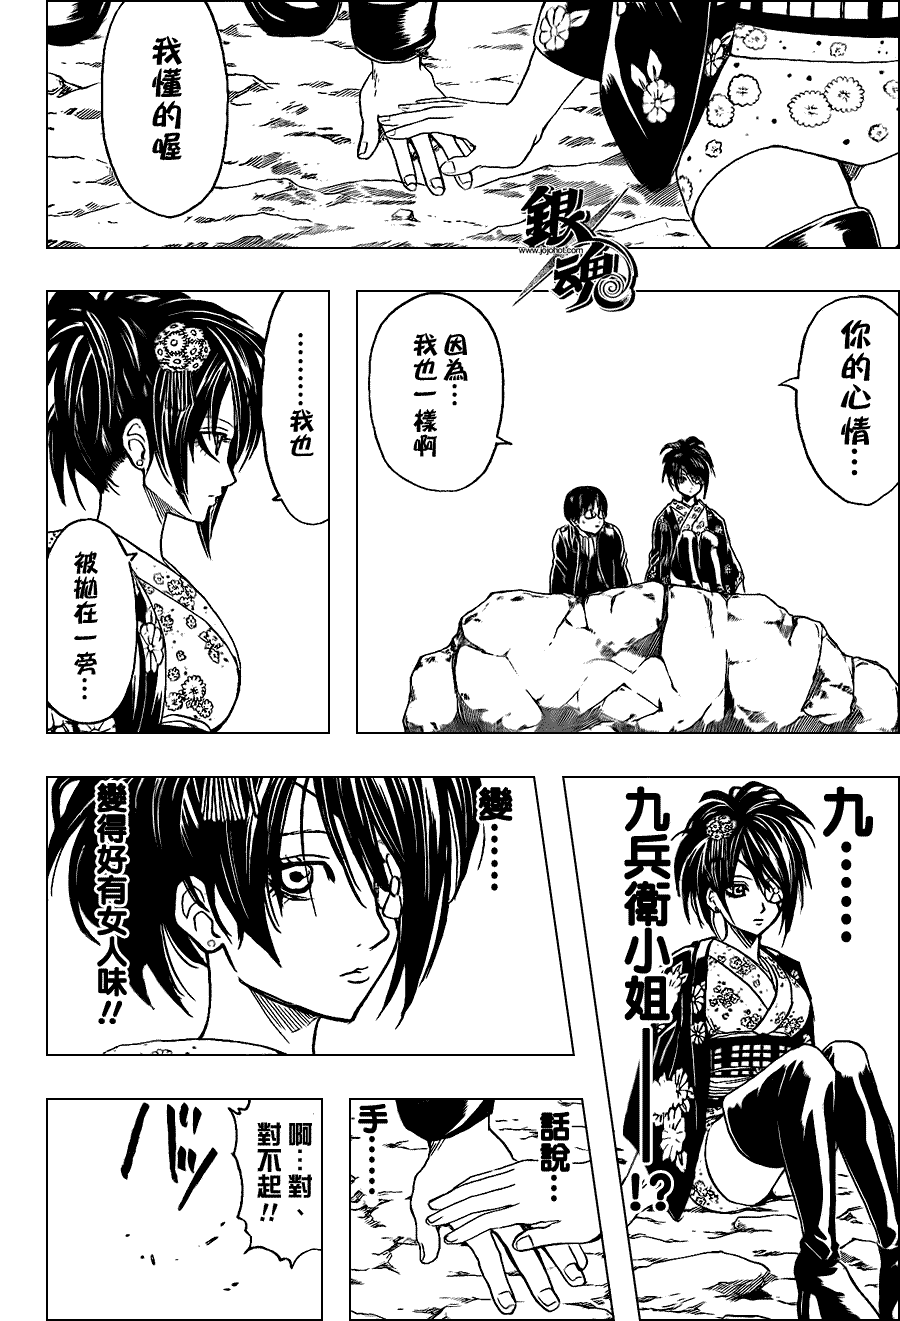 我懂的喔
銀魂
www.jojohot.com
你的心情…
因為…
我也一樣啊
………我也
被拋在一旁…
九……
九兵衛小姐——!?
變……
變得好有女人味!!
話說…
手……
啊…對、
對不起!!
バッ